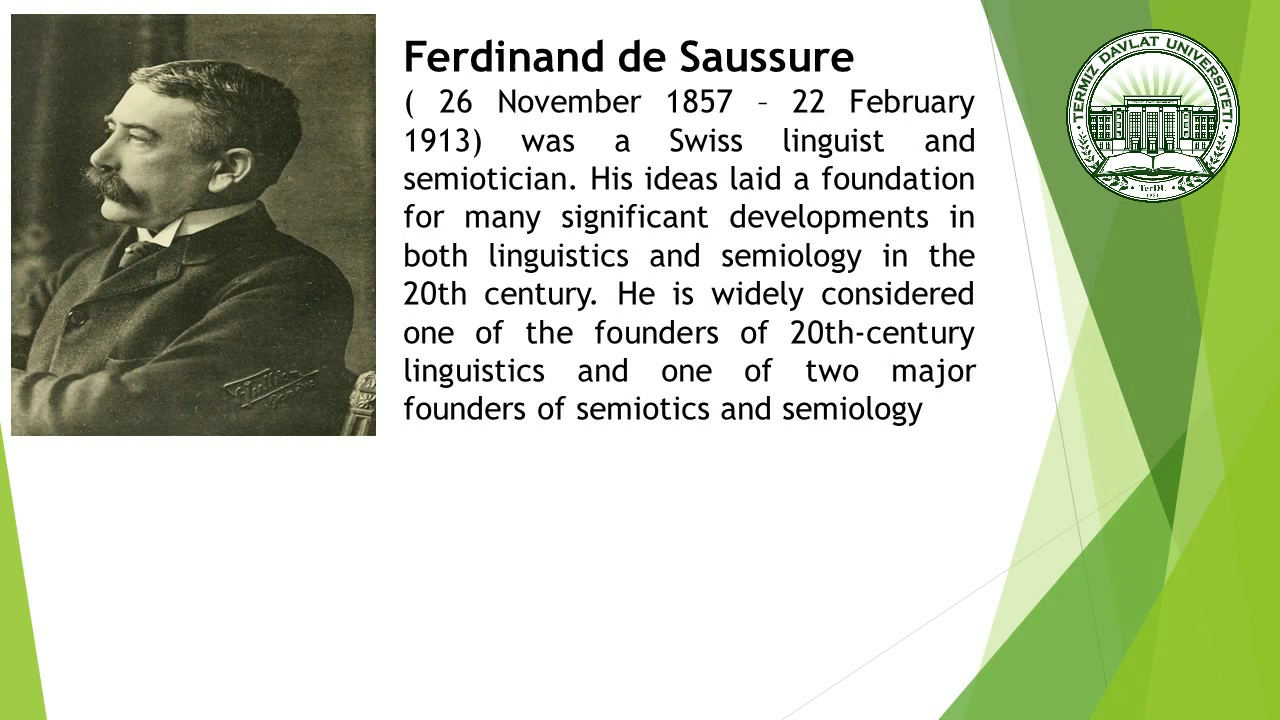 Ferdinand de Saussure
( 26 November 1857 – 22 February
1913) was a Swiss linguist and
semiotician. His ideas laid a foundation
for many significant developments in
both linguistics and semiology in the
20th century. He is widely considered
one of the founders of 20th-century
linguistics and one of two major
founders of semiotics and semiology
TERMIZ DAVLAT UNIVERSITETI